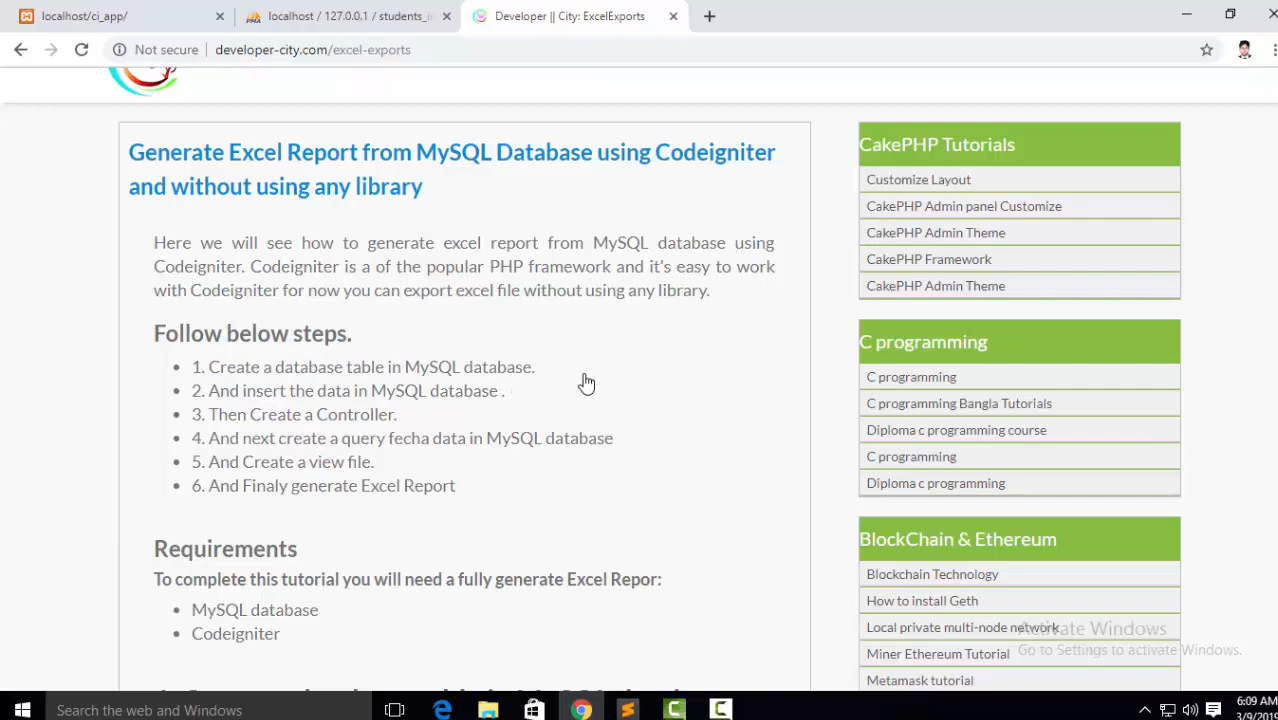 localhost/ci_app/
localhost / 127.0.0.1 / students_i
Developer || City: ExcelExports
Not secure
developer-city.com/excel-exports
Generate Excel Report from MySQL Database using Codeigniter
and without using any library
Here we will see how to generate excel report from MySQL database using
Codeigniter. Codeigniter is a of the popular PHP framework and it's easy to work
with Codeigniter for now you can export excel file without using any library.
Follow below steps.
• 1. Create a database table in MySQL database.
• 2. And insert the data in MySQL database .
• 3. Then Create a Controller.
• 4. And next create a query fecha data in MySQL database
• 5. And Create a view file.
• 6. And Finaly generate Excel Report
Requirements
To complete this tutorial you will need a fully generate Excel Repor:
• MySQL database
• Codeigniter
CakePHP Tutorials
Customize Layout
CakePHP Admin panel Customize
CakePHP Admin Theme
CakePHP Framework
CakePHP Admin Theme
C programming
C programming
C programming Bangla Tutorials
Diploma c programming course
C programming
Diploma c programming
BlockChain & Ethereum
Blockchain Technology
How to install Geth
Local private multi-node network
Miner Ethereum Tutorial
Metamask tutorial
Activate Windows
Go to Settings to activate Windows.
Search the web and Windows
6:09 AM
3/9/2019